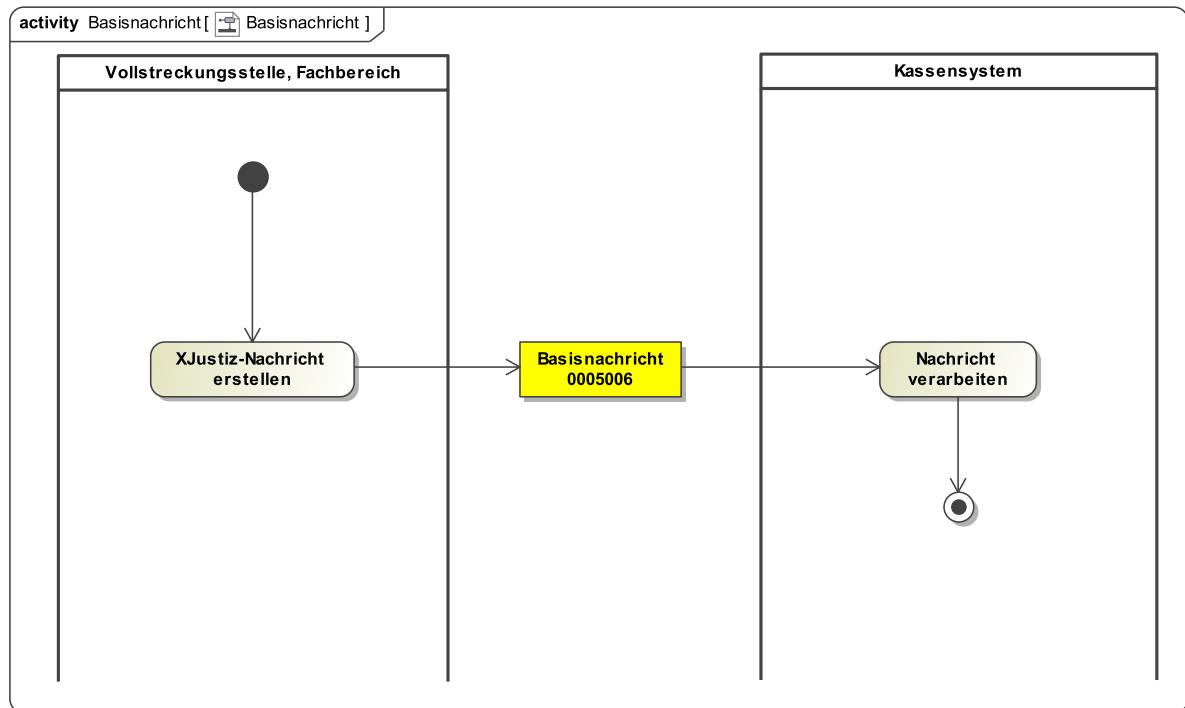 activity Basisnachricht [ Basisnachricht ]
Vollstreckungsstelle, Fachbereich
Kassensystem
XJustiz-Nachricht
erstellen
Basisnachricht
0005006
Nachricht
verarbeiten